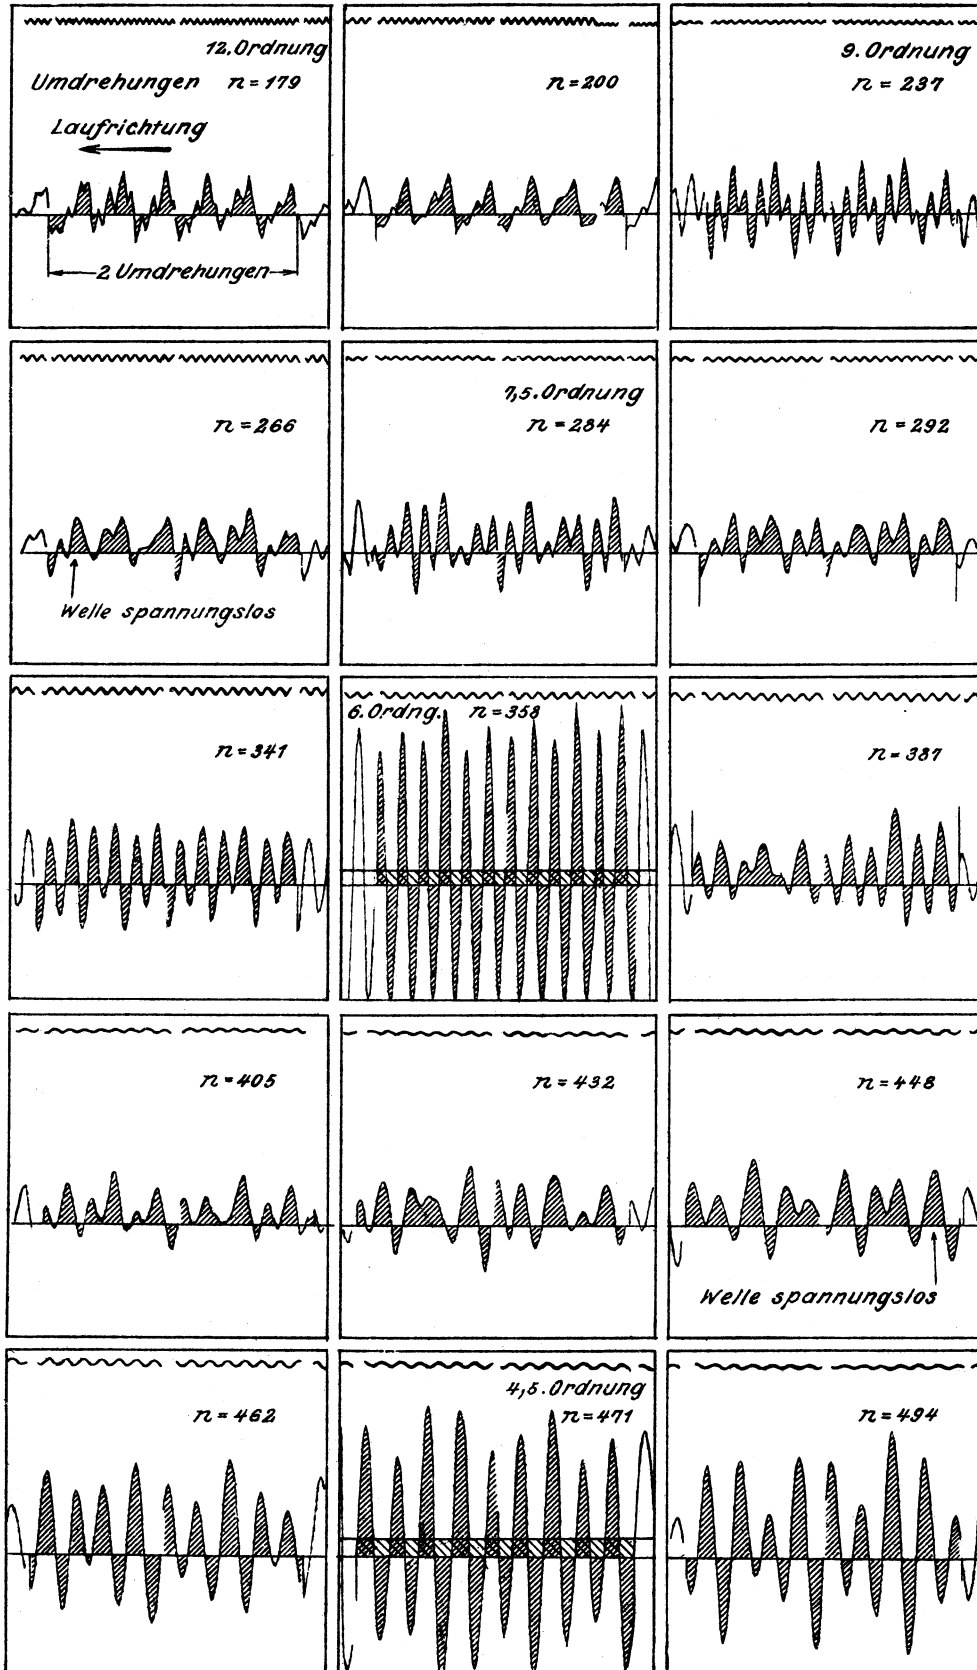 12. Ordnung
Umdrehungen n=179
Laufrichtung
2 Umdrehungen
n=200
9. Ordnung
n=237
n=266
Welle spannungslos
7,5. Ordnung
n=284
n=292
n=341
6. Ordng. n=358
n=387
n=405
n=432
n=448
Welle spannungslos
n=462
4,5. Ordnung
n=471
n=494